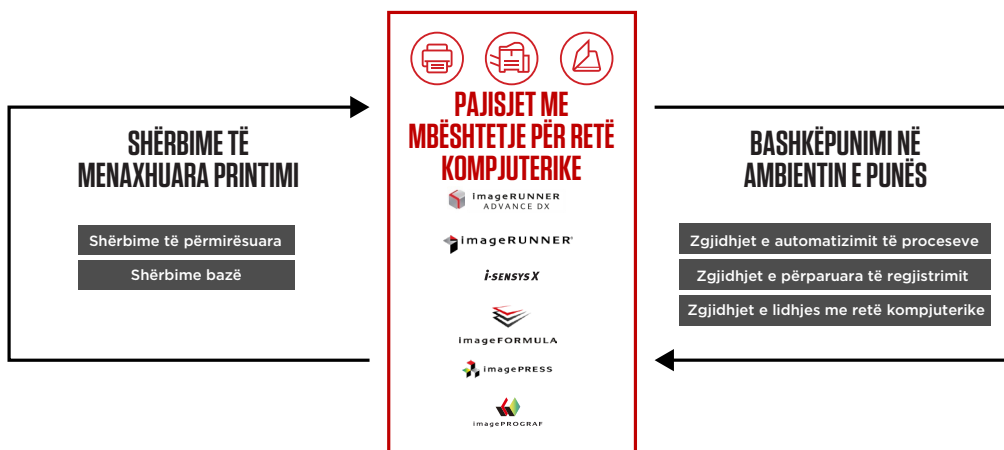 SHËRBIME TË
MENAXHUARA PRINTIMI
Shërbime të përmirësuara
Shërbime bazë
PAJISJET ME
MBËSHTETJE PËR RETË
KOMPJUTERIKE
imageRUNNER
ADVANCE DX
imageRUNNER
i-SENSYS X
imageFORMULA
imagePRESS
imagePROGRAF
BASHKËPUNIMI NË
AMBIENTIN E PUNËS
Zgjidhjet e automatizimit të proceseve
Zgjidhjet e përparuara të regjistrimit
Zgjidhjet e lidhjes me retë kompjuterike